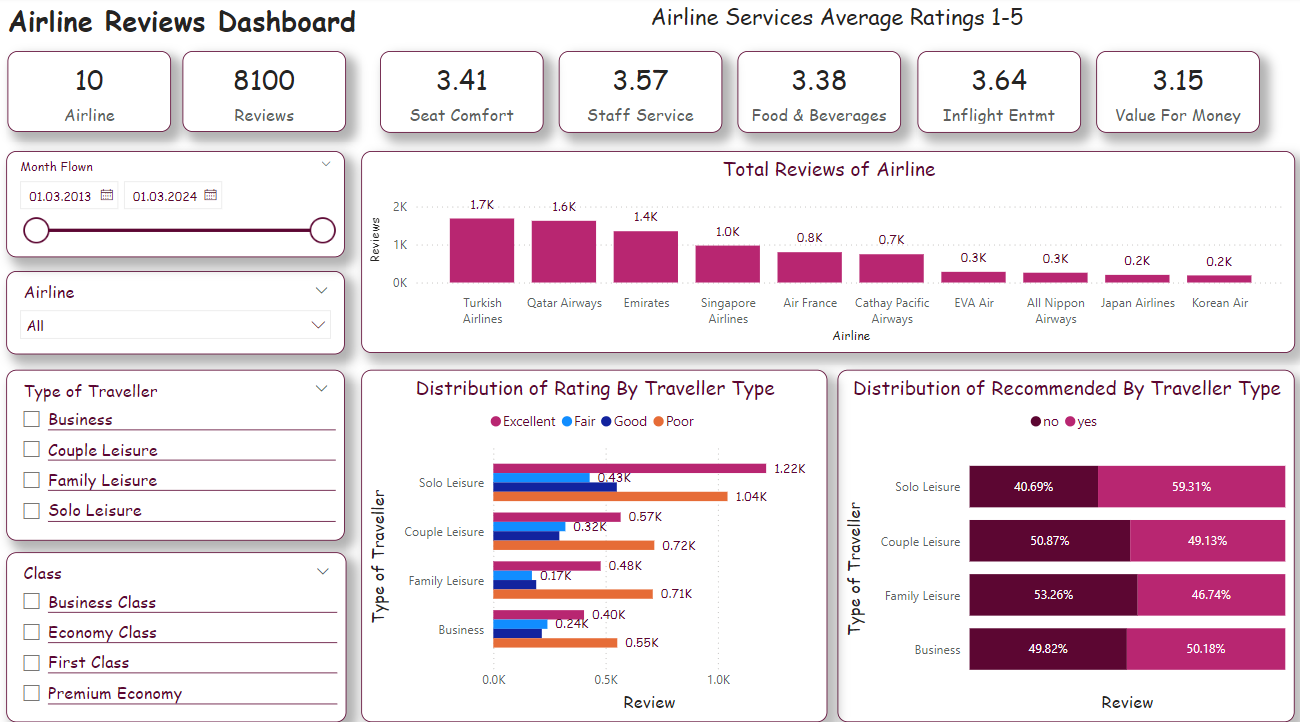 Airline Reviews Dashboard
Airline Services Average Ratings 1-5
10
Airline
8100
Reviews
3.41
Seat Comfort
3.57
Staff Service
3.38
Food & Beverages
3.64
Inflight Entmt
3.15
Value For Money
Month Flown
01.03.2013
01.03.2024
Airline
All
Type of Traveller
Business
Couple Leisure
Family Leisure
Solo Leisure
Class
Business Class
Economy Class
First Class
Premium Economy
Total Reviews of Airline
Reviews
2K
1K
0K
1.7K
1.6K
1.4K
1.0K
0.8K
0.7K
0.3K
0.3K
0.2K
0.2K
Turkish
Airlines
Qatar Airways
Emirates
Singapore
Airlines
Air France
Cathay Pacific
Airways
EVA Air
All Nippon
Airways
Japan Airlines
Korean Air
Airline
Distribution of Rating By Traveller Type
Excellent Fair Good Poor
Type of Traveller
Solo Leisure
1.22K
0.43K
1.04K
Couple Leisure
0.57K
0.32K
0.72K
Family Leisure
0.48K
0.17K
0.71K
Business
0.40K
0.24K
0.55K
0.0K 0.5K 1.0K
Review
Distribution of Recommended By Traveller Type
no yes
Type of Traveller
Solo Leisure 40.69% 59.31%
Couple Leisure 50.87% 49.13%
Family Leisure 53.26% 46.74%
Business 49.82% 50.18%
Review